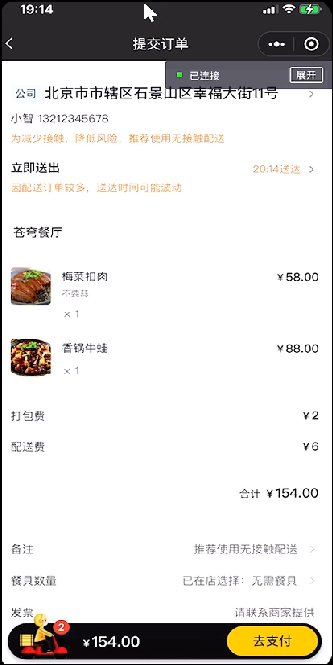 19:14
提交订单
已连接
展开
公司 北京市市辖区石景山区幸福大街11号
小智 13212345678
为减少接触，降低风险，推荐使用无接触配送
立即送出 20:14送达
因配送订单较多，送达时间可能波动
苍穹餐厅
梅菜扣肉 ￥58.00
× 1
香锅牛蛙 ￥88.00
× 1
打包费 ￥2
配送费 ￥6
合计 ￥154.00
备注 推荐使用无接触配送
餐具数量 已在店选择：无需餐具
发票 请联系商家提供
2
￥154.00 去支付